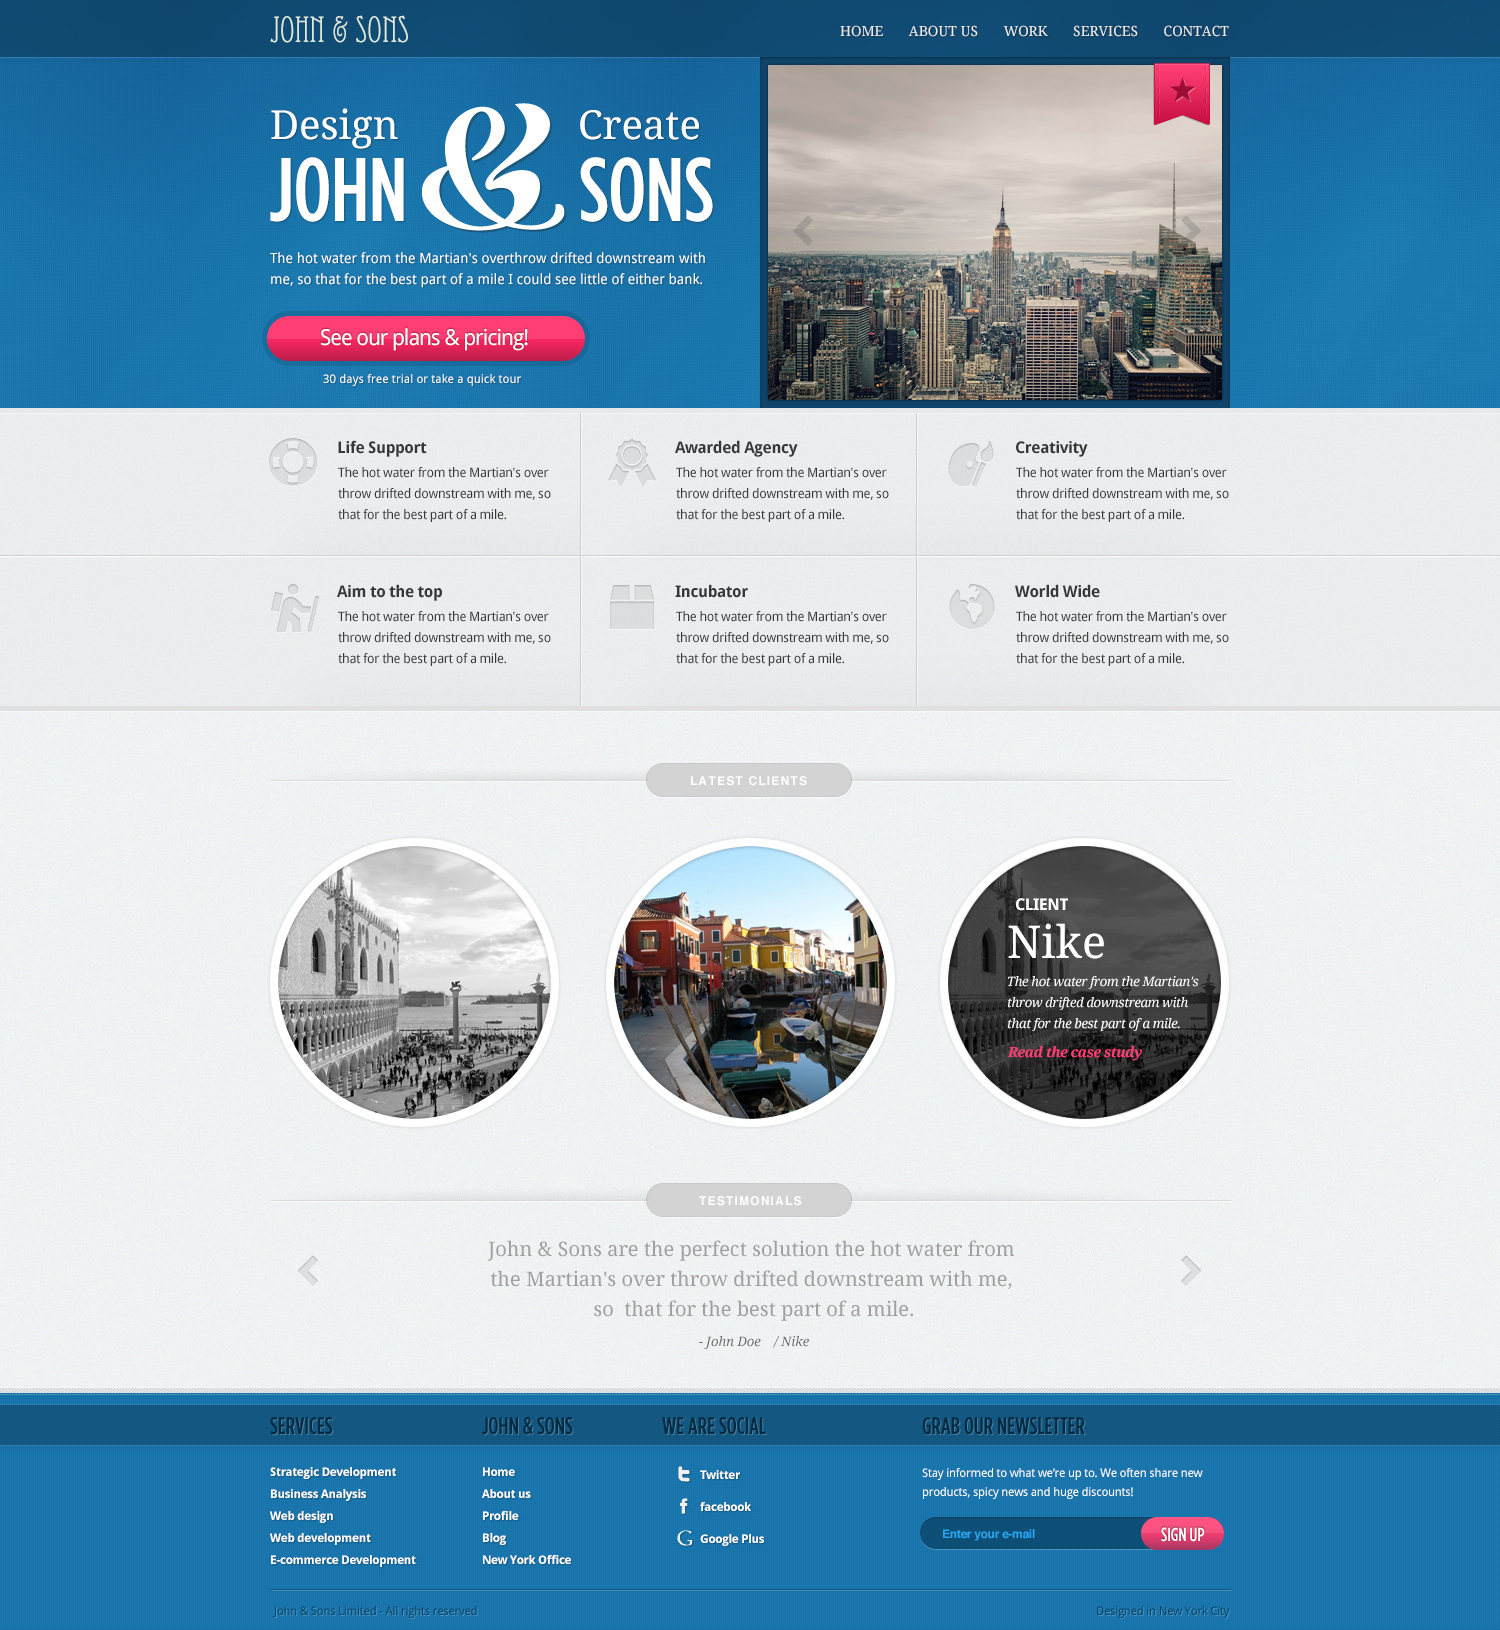 JOHN & SONS
HOME ABOUT US WORK SERVICES CONTACT
Design & Create
JOHN SONS
The hot water from the Martian's overthrow drifted downstream with
me, so that for the best part of a mile I could see little of either bank.
See our plans & pricing!
30 days free trial or take a quick tour
Life Support
The hot water from the Martian's over
throw drifted downstream with me, so
that for the best part of a mile.
Awarded Agency
The hot water from the Martian's over
throw drifted downstream with me, so
that for the best part of a mile.
Creativity
The hot water from the Martian's over
throw drifted downstream with me, so
that for the best part of a mile.
Aim to the top
The hot water from the Martian's over
throw drifted downstream with me, so
that for the best part of a mile.
Incubator
The hot water from the Martian's over
throw drifted downstream with me, so
that for the best part of a mile.
World Wide
The hot water from the Martian's over
throw drifted downstream with me, so
that for the best part of a mile.
LATEST CLIENTS
CLIENT
Nike
The hot water from the Martian's
throw drifted downstream with
that for the best part of a mile.
Read the case study
TESTIMONIALS
John & Sons are the perfect solution the hot water from
the Martian's over throw drifted downstream with me,
so that for the best part of a mile.
- John Doe / Nike
SERVICES
Strategic Development
Business Analysis
Web design
Web development
E-commerce Development
JOHN & SONS
Home
About us
Profile
Blog
New York Office
WE ARE SOCIAL
Twitter
facebook
Google Plus
GRAB OUR NEWSLETTER
Stay informed to what we're up to. We often share new
products, spicy news and huge discounts!
Enter your e-mail
SIGN UP
John & Sons Limited - All rights reserved
Designed in New York City